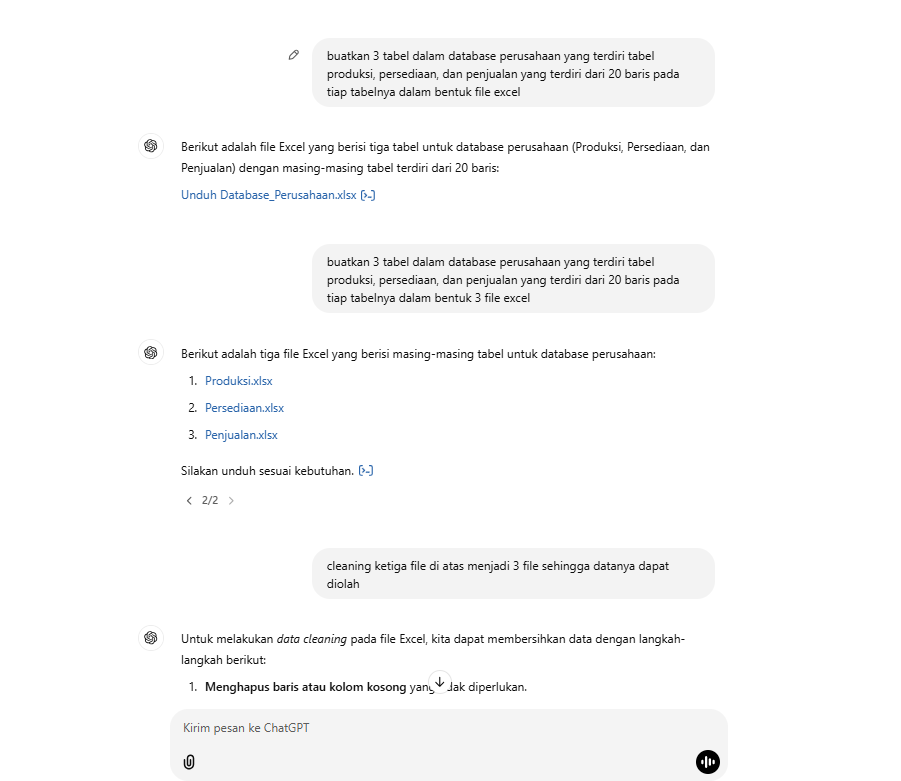 buatkan 3 tabel dalam database perusahaan yang terdiri tabel
produksi, persediaan, dan penjualan yang terdiri dari 20 baris pada
tiap tabelnya dalam bentuk file excel
Berikut adalah file Excel yang berisi tiga tabel untuk database perusahaan (Produksi, Persediaan, dan
Penjualan) dengan masing-masing tabel terdiri dari 20 baris:
Unduh Database_Perusahaan.xlsx [>-]
buatkan 3 tabel dalam database perusahaan yang terdiri tabel
produksi, persediaan, dan penjualan yang terdiri dari 20 baris pada
tiap tabelnya dalam bentuk 3 file excel
Berikut adalah tiga file Excel yang berisi masing-masing tabel untuk database perusahaan:
1. Produksi.xlsx
2. Persediaan.xlsx
3. Penjualan.xlsx
Silakan unduh sesuai kebutuhan. [>-]
< 2/2 >
cleaning ketiga file di atas menjadi 3 file sehingga datanya dapat
diolah
Untuk melakukan data cleaning pada file Excel, kita dapat membersihkan data dengan langkah-
langkah berikut:
1. Menghapus baris atau kolom kosong diperlukan.
Kirim pesan ke ChatGPT